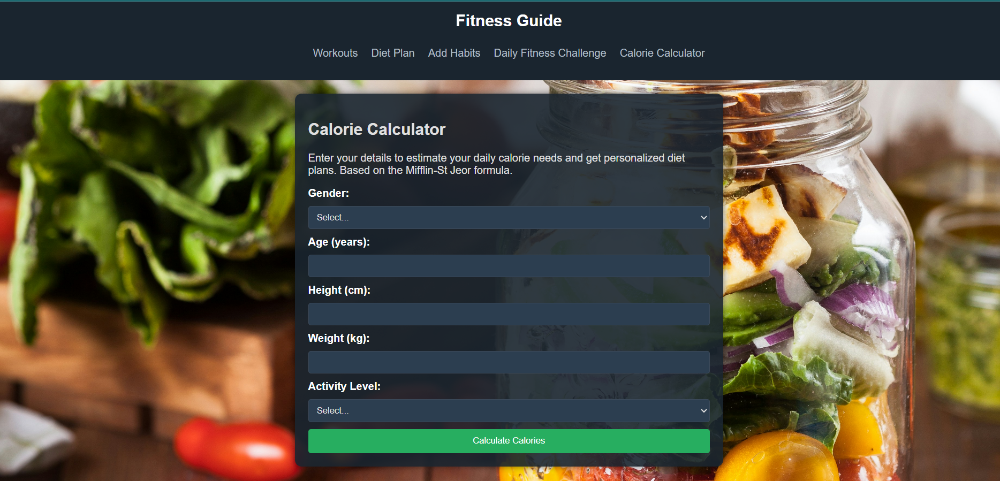 Fitness Guide
Workouts Diet Plan Add Habits Daily Fitness Challenge Calorie Calculator
Calorie Calculator
Enter your details to estimate your daily calorie needs and get personalized diet
plans. Based on the Mifflin-St Jeor formula.
Gender:
Select...
Age (years):
Height (cm):
Weight (kg):
Activity Level:
Select...
Calculate Calories